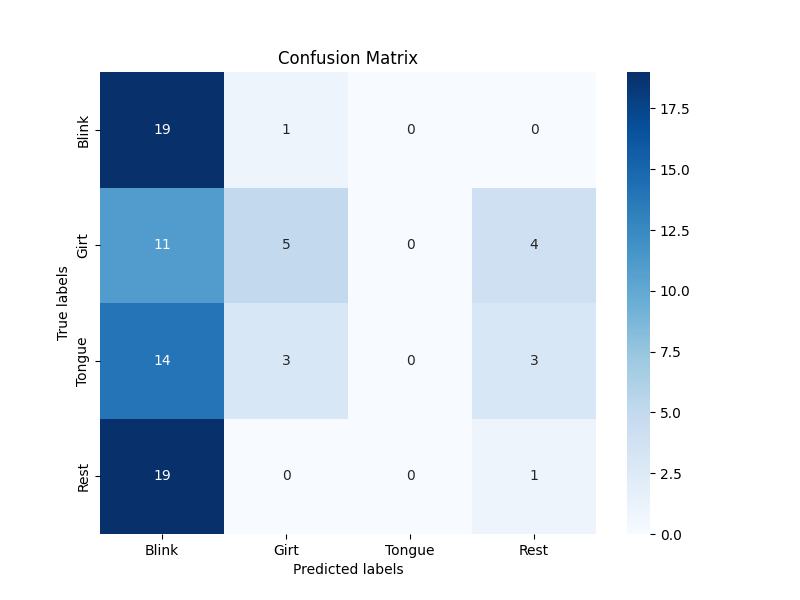 Confusion Matrix
True labels
Blink 19 1 0 0
Girt 11 5 0 4
Tongue 14 3 0 3
Rest 19 0 0 1
Blink Girt Tongue Rest
Predicted labels
17.5
15.0
12.5
10.0
7.5
5.0
2.5
0.0